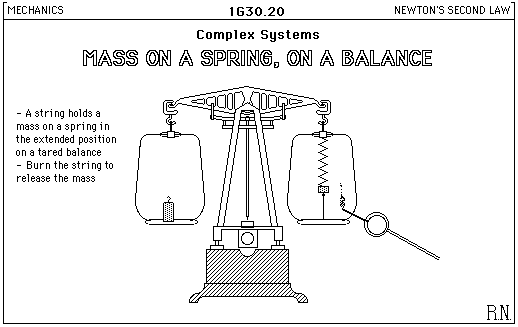 MECHANICS 1G30.20 NEWTON'S SECOND LAW
Complex Systems
MASS ON A SPRING, ON A BALANCE
- A string holds a
mass on a spring in
the extended position
on a tared balance
- Burn the string to
release the mass
R.N.